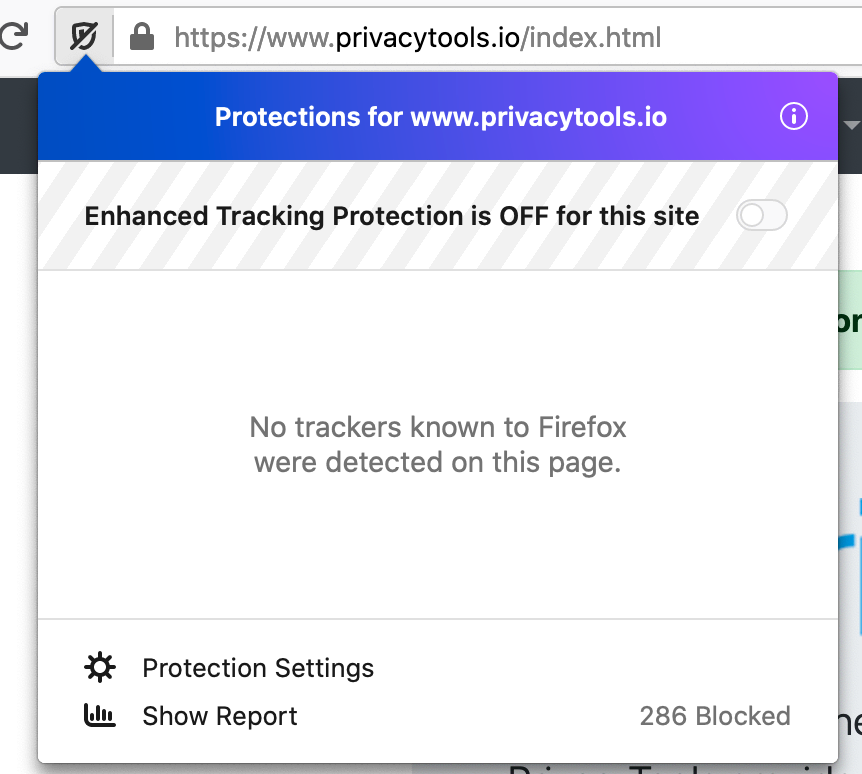 https://www.privacytools.io/index.html
Protections for www.privacytools.io
Enhanced Tracking Protection is OFF for this site
No trackers known to Firefox
were detected on this page.
Protection Settings
Show Report
286 Blocked